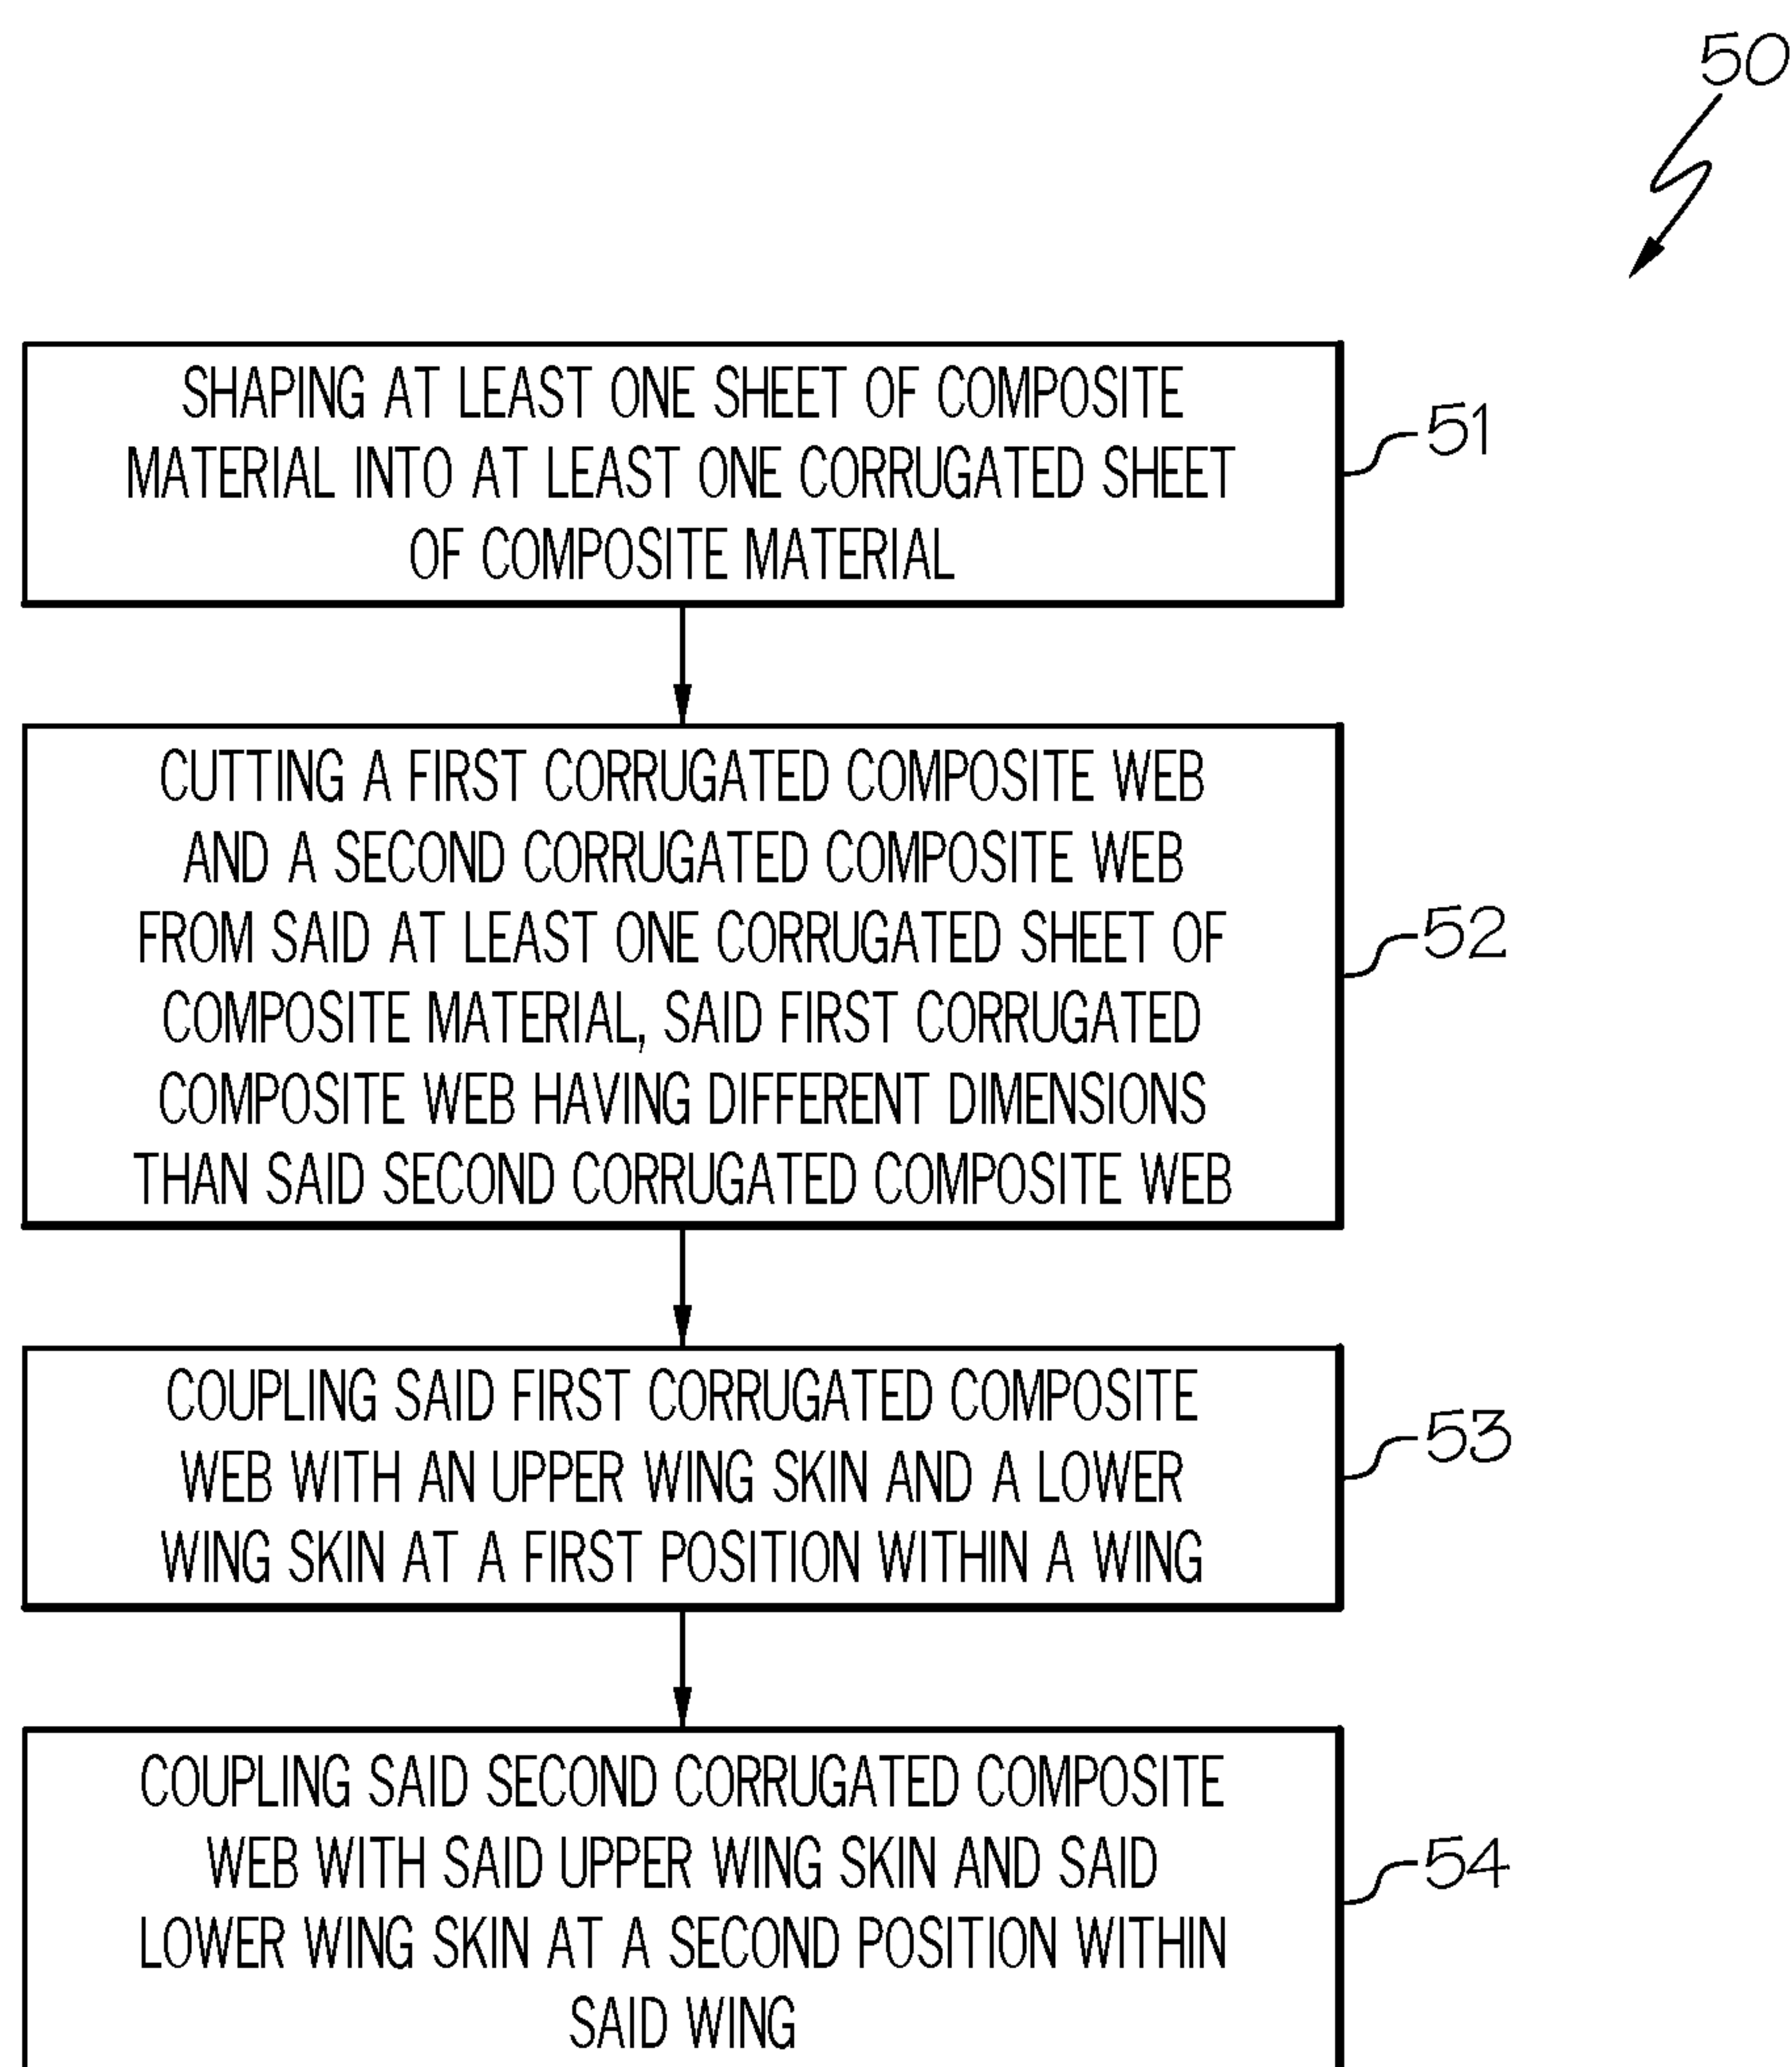 50
SHAPING AT LEAST ONE SHEET OF COMPOSITE
MATERIAL INTO AT LEAST ONE CORRUGATED SHEET
OF COMPOSITE MATERIAL
51
CUTTING A FIRST CORRUGATED COMPOSITE WEB
AND A SECOND CORRUGATED COMPOSITE WEB
FROM SAID AT LEAST ONE CORRUGATED SHEET OF
COMPOSITE MATERIAL, SAID FIRST CORRUGATED
COMPOSITE WEB HAVING DIFFERENT DIMENSIONS
THAN SAID SECOND CORRUGATED COMPOSITE WEB
52
COUPLING SAID FIRST CORRUGATED COMPOSITE
WEB WITH AN UPPER WING SKIN AND A LOWER
WING SKIN AT A FIRST POSITION WITHIN A WING
53
COUPLING SAID SECOND CORRUGATED COMPOSITE
WEB WITH SAID UPPER WING SKIN AND SAID
LOWER WING SKIN AT A SECOND POSITION WITHIN
SAID WING
54